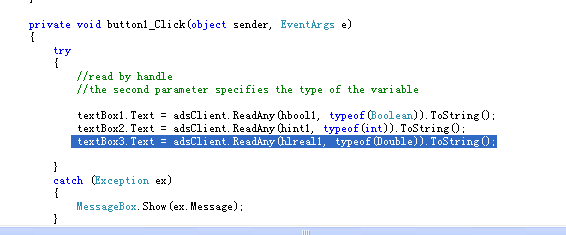 private void button1_Click(object sender, EventArgs e)
{
try
{
//read by handle
//the second parameter specifies the type of the variable
textBox1.Text = adsClient.ReadAny(hbool1, typeof(Boolean)).ToString();
textBox2.Text = adsClient.ReadAny(hint1, typeof(int)).ToString();
textBox3.Text = adsClient.ReadAny(hlreal1, typeof(Double)).ToString();
}
catch (Exception ex)
{
MessageBox.Show(ex.Message);
}